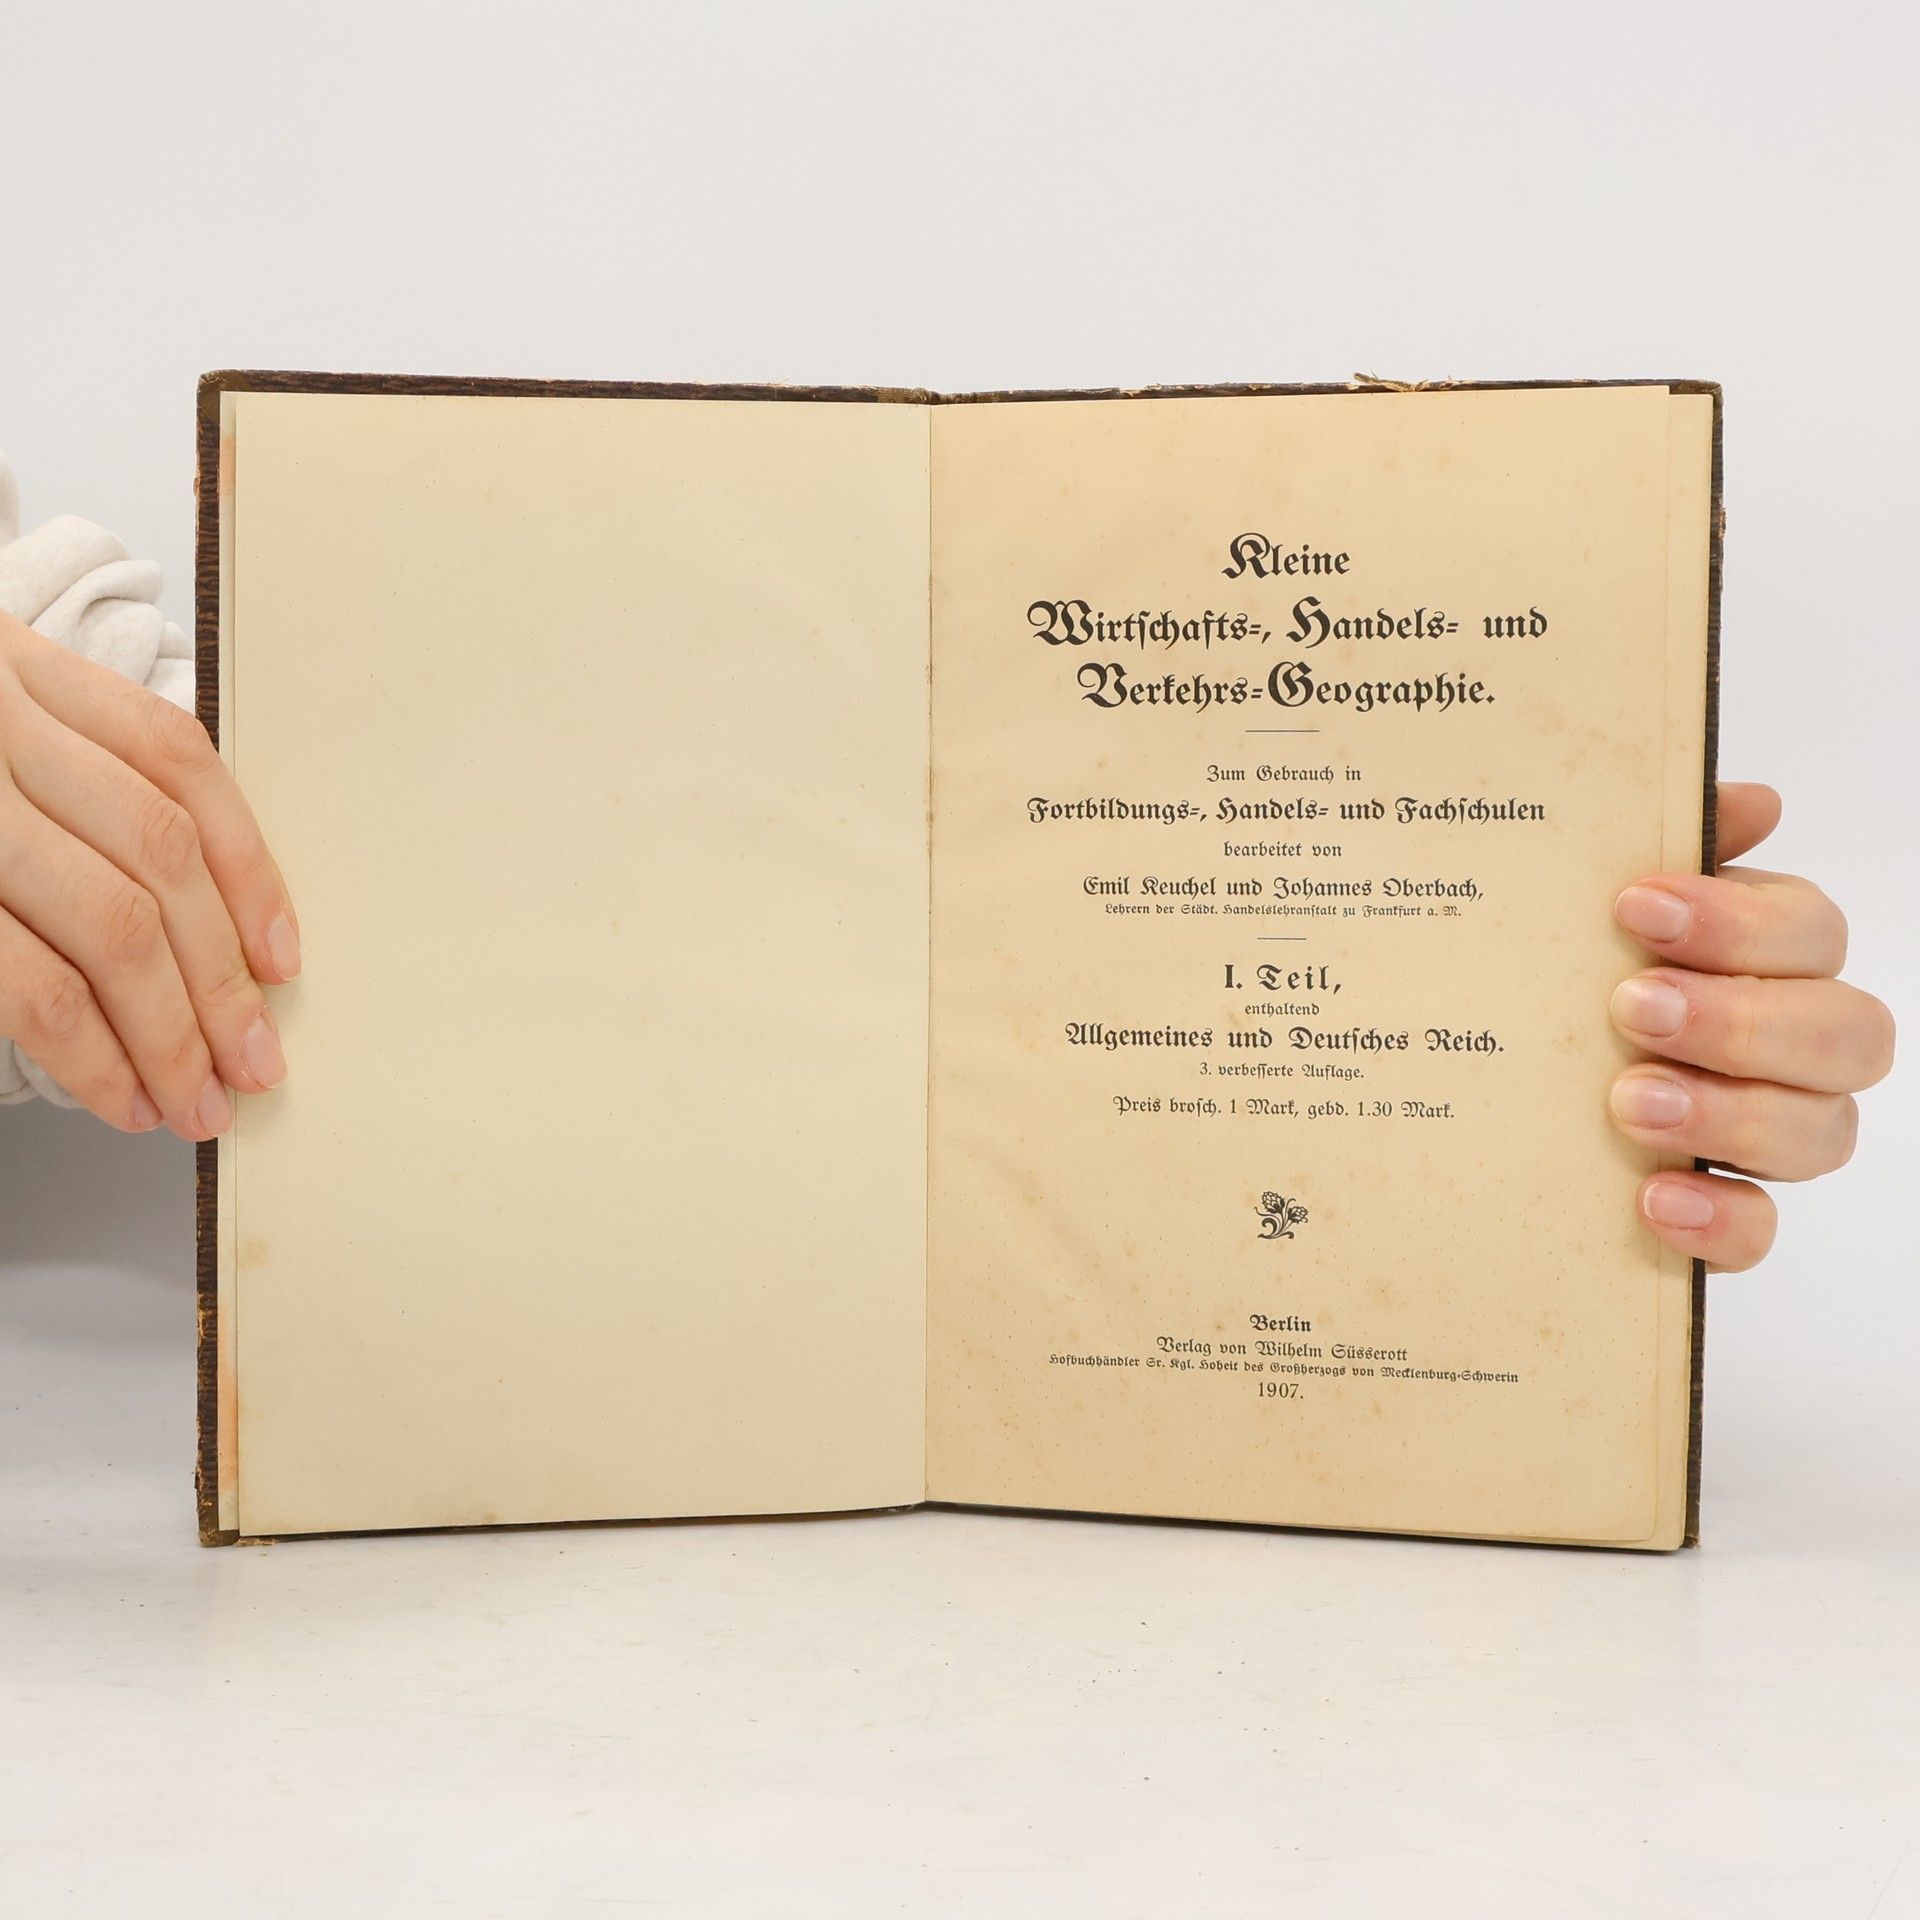 Kleine
Wirtſchafts-, Handels- und
Verkehrs-Geographie.
Zum Gebrauch in
Fortbildungs-, Handels- und Fachſchulen
bearbeitet von
Emil Keuchel und Johannes Oberbach,
Lehrern der Städt. Handelslehranſtalt zu Frankfurt a. M.
I. Teil,
enthaltend
Allgemeines und Deutſches Reich.
3. verbeſſerte Auflage.
Preis broſch. 1 Mark, gebd. 1.30 Mark.
Berlin
Verlag von Wilhelm Süsserott
Hofbuchhändler Sr. Kgl. Hoheit des Großherzogs von Mecklenburg-Schwerin
1907.